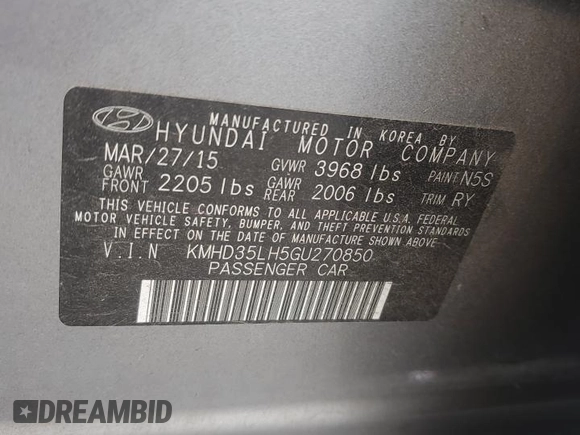 MANUFACTURED IN KOREA BY
HYUNDAI MOTOR COMPANY
MAR/27/15 GVWR 3968 lbs PAINT N5S
GAWR FRONT 2205 lbs GAWR REAR 2006 lbs TRIM RY
THIS VEHICLE CONFORMS TO ALL APPLICABLE U.S.A. FEDERAL
MOTOR VEHICLE SAFETY, BUMPER, AND THEFT PREVENTION STANDARDS
IN EFFECT ON THE DATE OF MANUFACTURE SHOWN ABOVE.
V.I.N KMHD35LH5GU270850
PASSENGER CAR
DREAMBID